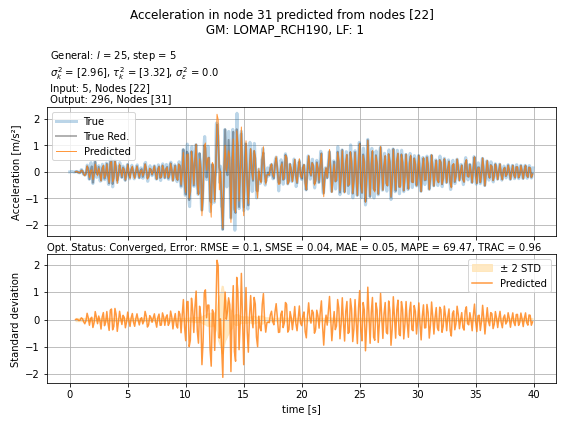 Acceleration in node 31 predicted from nodes [22]
GM: LOMAP_RCH190, LF: 1
General: l = 25, step = 5
σ²ₖ = [2.96], τ²ₖ = [3.32], σ²ε = 0.0
Input: 5, Nodes [22]
Output: 296, Nodes [31]
True
True Red.
Predicted
Acceleration [m/s²]
2
1
0
−1
−2
Opt. Status: Converged, Error: RMSE = 0.1, SMSE = 0.04, MAE = 0.05, MAPE = 69.47, TRAC = 0.96
± 2 STD
Predicted
Standard deviation
2
1
0
−1
−2
0 5 10 15 20 25 30 35 40
time [s]